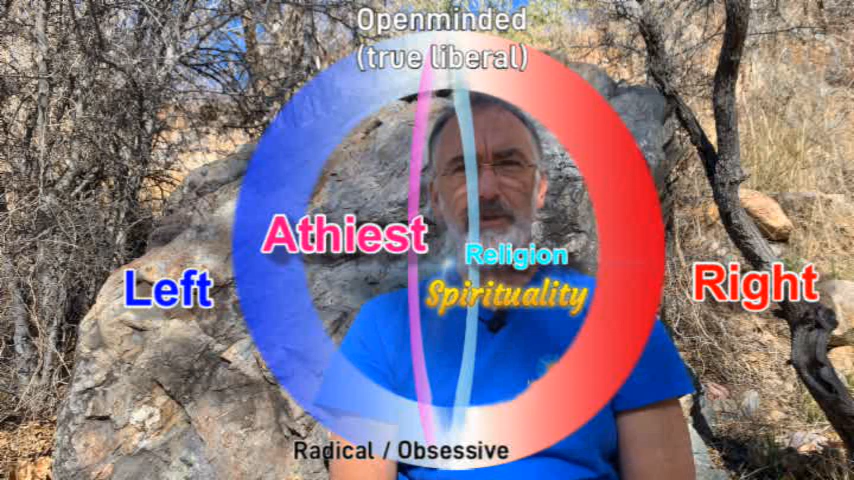 Openminded
(true liberal)
Athiest
Religion
Left
Spirituality
Right
Radical / Obsessive